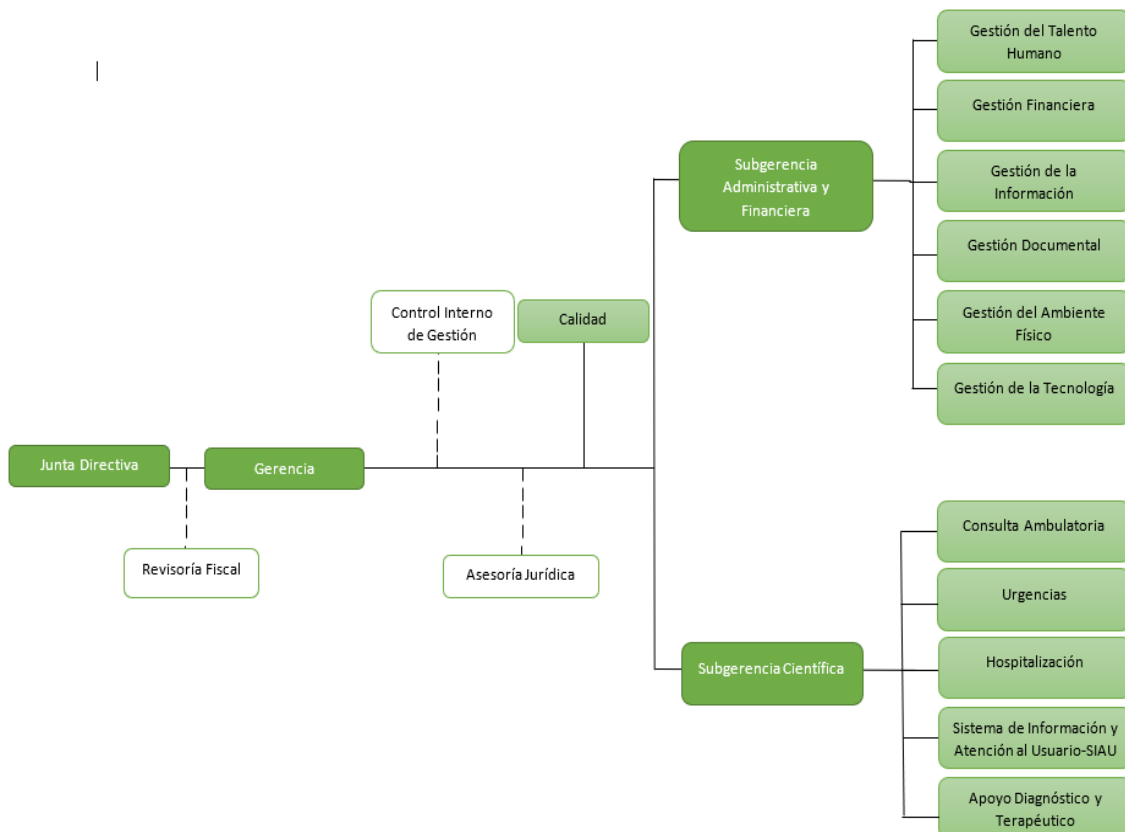 Gestión del Talento
Humano
Gestión Financiera
Subgerencia
Administrativa y
Financiera
Gestión de la
Información
Gestión Documental
Control Interno
de Gestión
Calidad
Gestión del Ambiente
Físico
Gestión de la Tecnología
Junta Directiva
Gerencia
Revisoría Fiscal
Asesoría Jurídica
Consulta Ambulatoria
Urgencias
Subgerencia Científica
Hospitalización
Sistema de Información y
Atención al Usuario-SIAU
Apoyo Diagnóstico y
Terapéutico